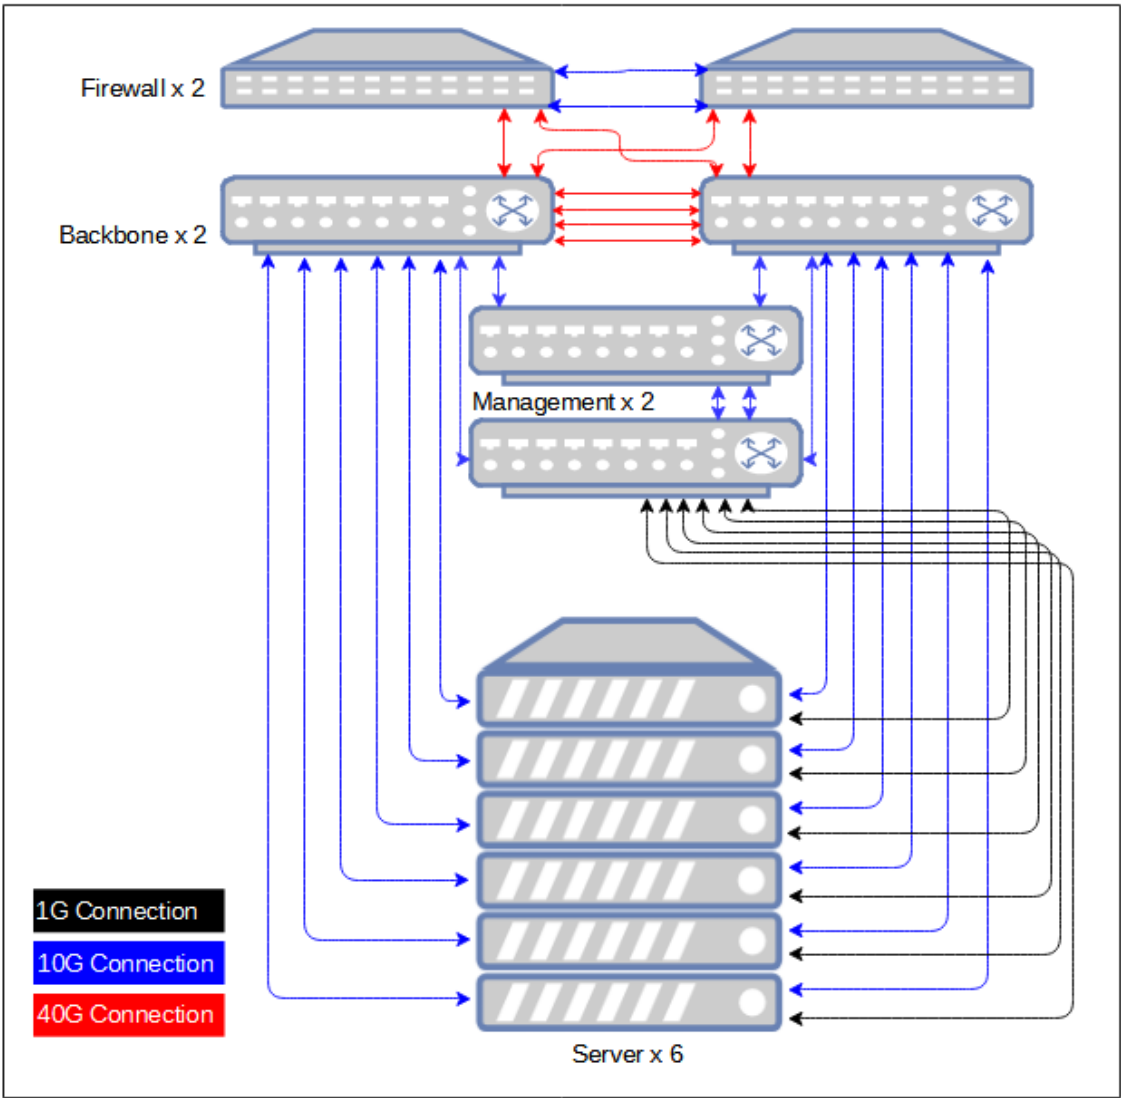 Firewall x 2
Backbone x 2
Management x 2
1G Connection
10G Connection
40G Connection
Server x 6